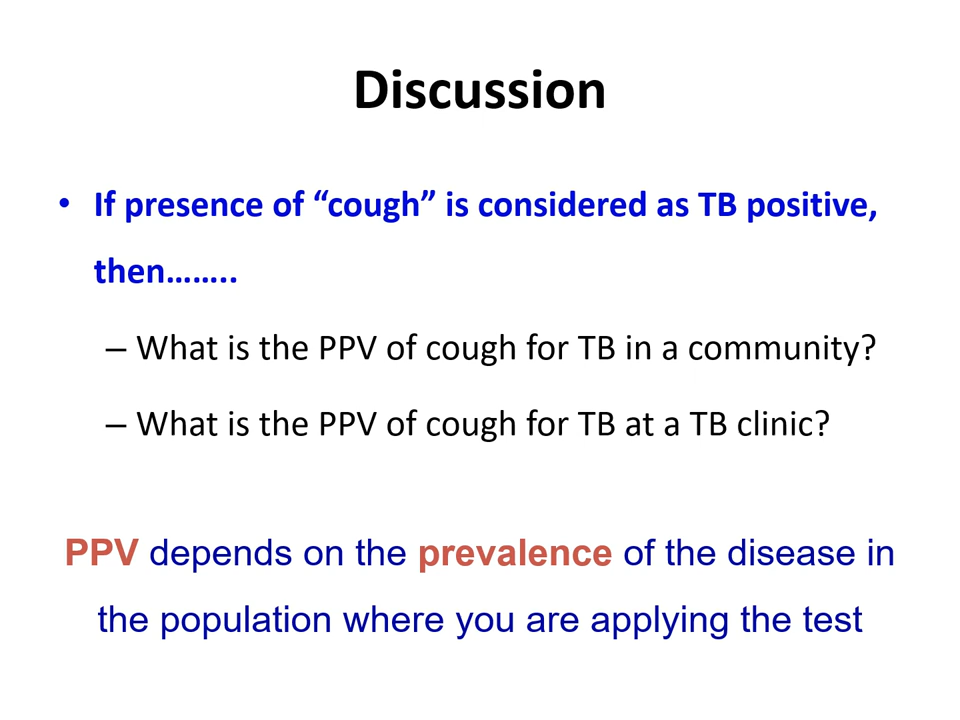 Discussion
• If presence of “cough” is considered as TB positive,
then……..
– What is the PPV of cough for TB in a community?
– What is the PPV of cough for TB at a TB clinic?
PPV depends on the prevalence of the disease in
the population where you are applying the test